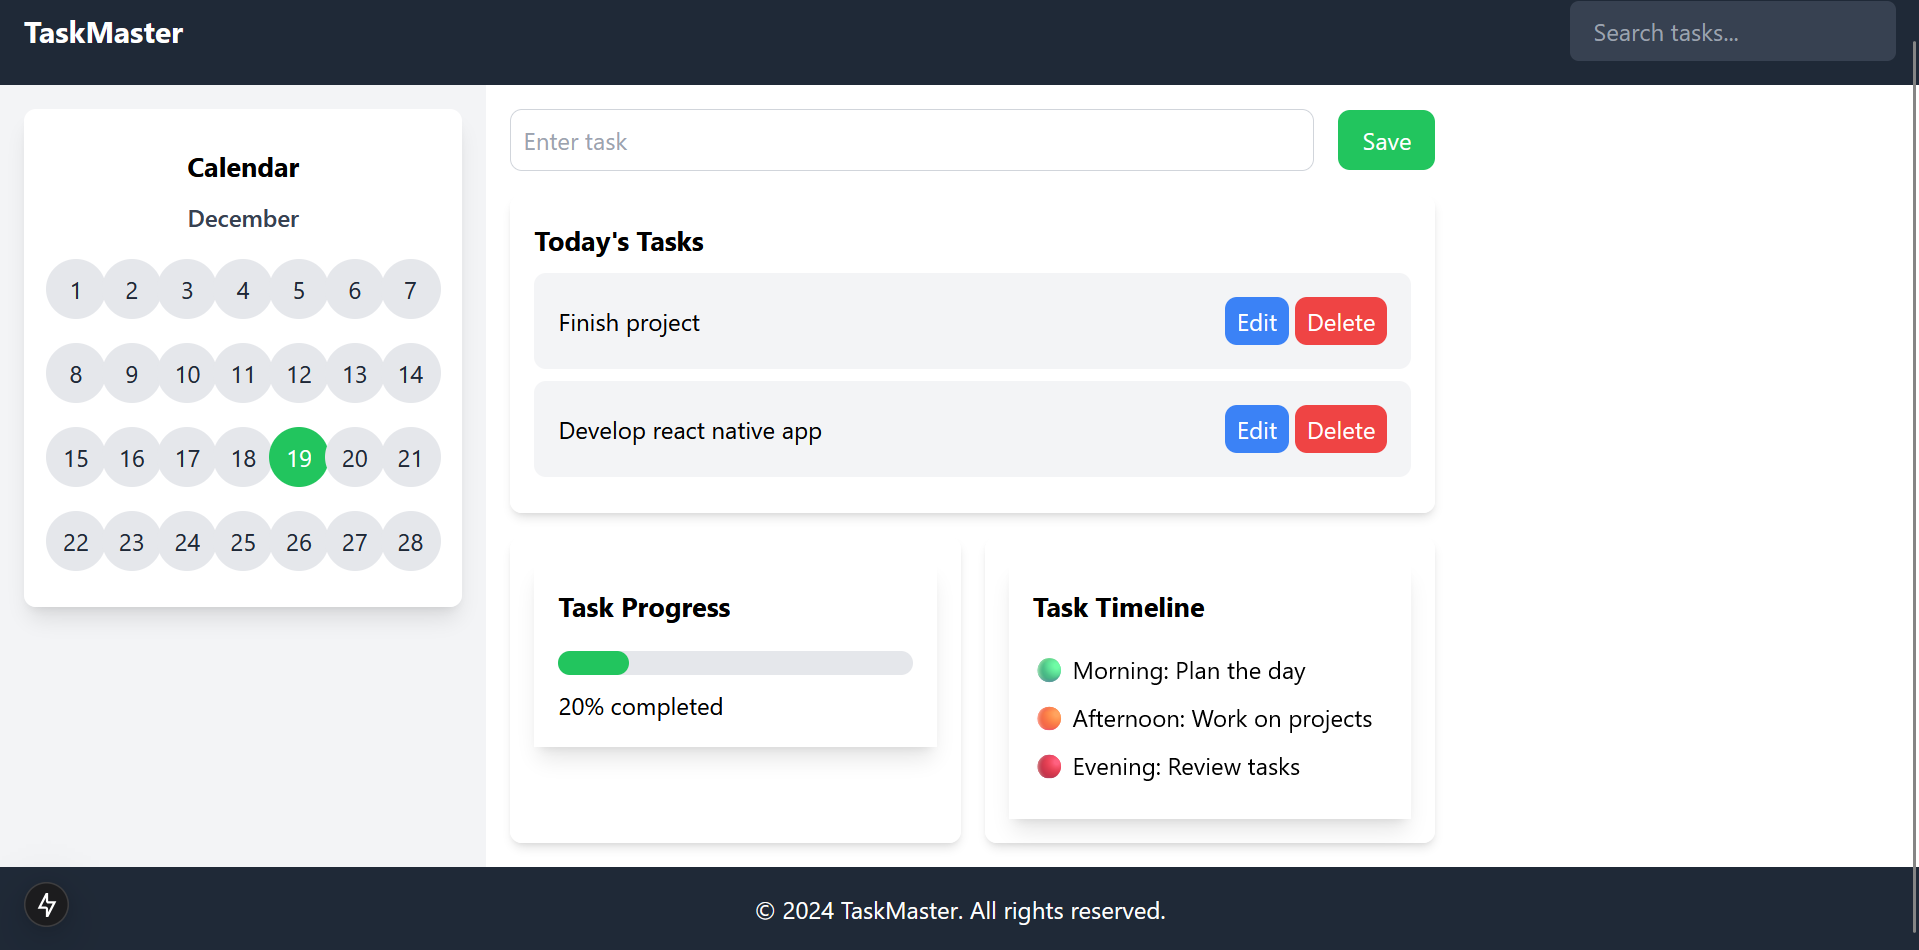 TaskMaster
Search tasks...
Calendar
December
1 2 3 4 5 6 7
8 9 10 11 12 13 14
15 16 17 18 19 20 21
22 23 24 25 26 27 28
Enter task
Save
Today's Tasks
Finish project
Edit Delete
Develop react native app
Edit Delete
Task Progress
20% completed
Task Timeline
Morning: Plan the day
Afternoon: Work on projects
Evening: Review tasks
© 2024 TaskMaster. All rights reserved.